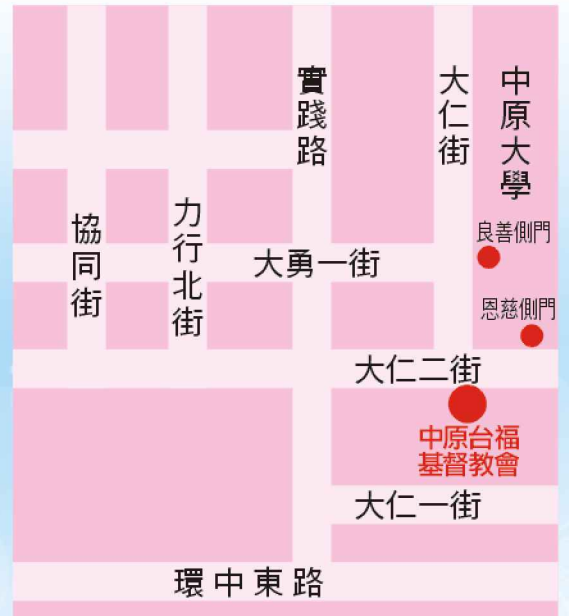 實踐路
大仁街
中原大學
良善側門
協同街
力行北街
大勇一街
恩慈側門
大仁二街
中原台福
基督教會
大仁一街
環中東路